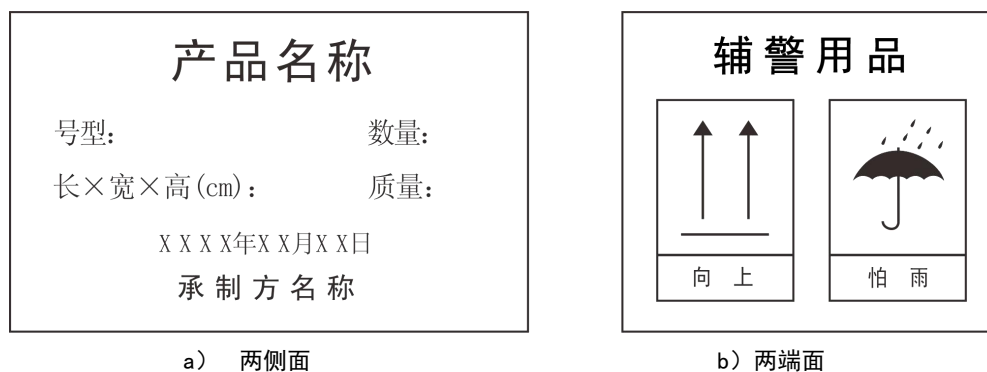 产品名称
号型：
数量：
长×宽×高(cm)：
质量：
XXXX年XX月XX日
承制方名称
a） 两侧面
辅警用品
向上
怕雨
b）两端面